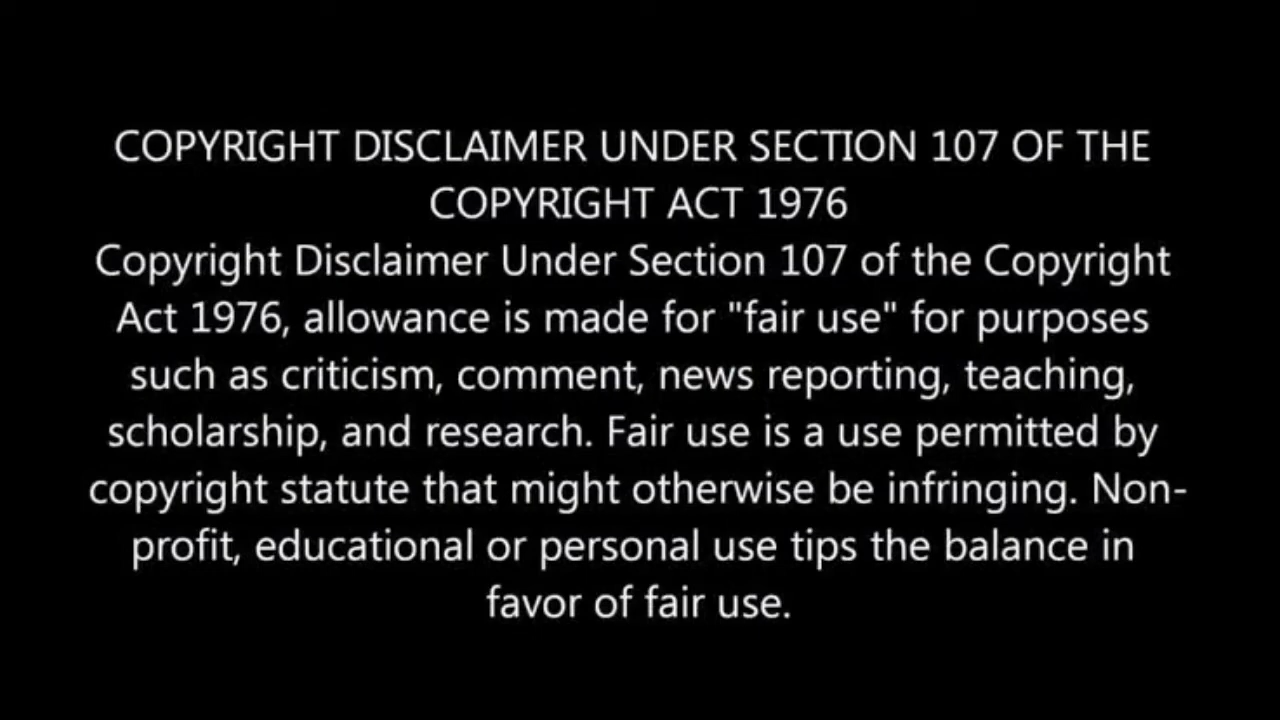 COPYRIGHT DISCLAIMER UNDER SECTION 107 OF THE
COPYRIGHT ACT 1976
Copyright Disclaimer Under Section 107 of the Copyright
Act 1976, allowance is made for "fair use" for purposes
such as criticism, comment, news reporting, teaching,
scholarship, and research. Fair use is a use permitted by
copyright statute that might otherwise be infringing. Non-
profit, educational or personal use tips the balance in
favor of fair use.